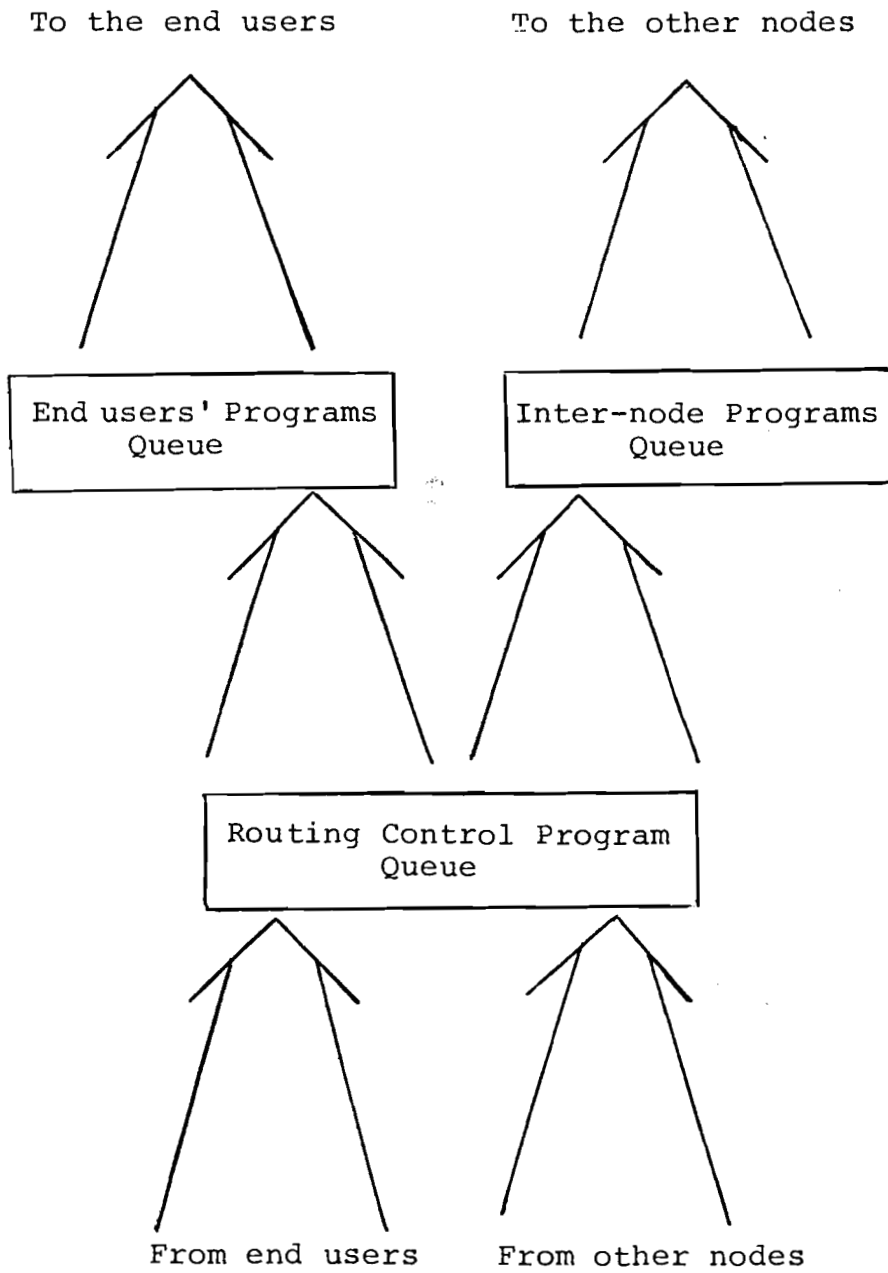 To the end users
To the other nodes
End users' Programs
Queue
Inter-node Programs
Queue
Routing Control Program
Queue
From end users
From other nodes